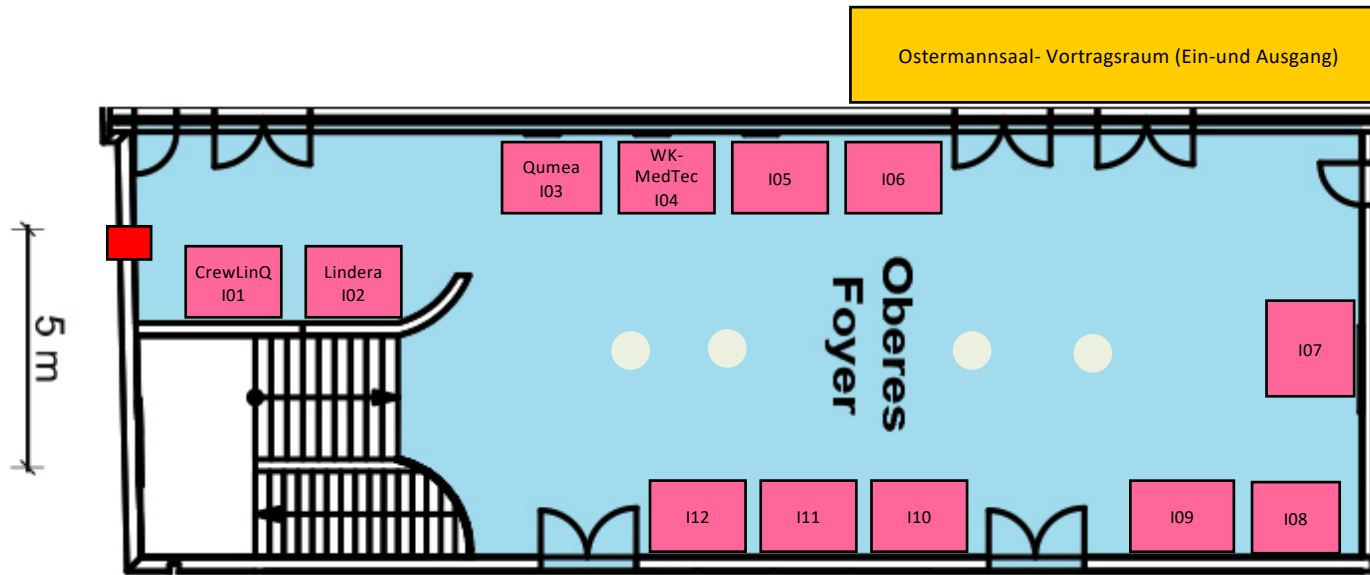 Ostermannsaal- Vortragsraum (Ein-und Ausgang)
Qumea
I03
WK-
MedTec
I04
I05
I06
CrewLinQ
I01
Lindera
I02
5 m
Oberes
Foyer
I07
I12
I11
I10
I09
I08